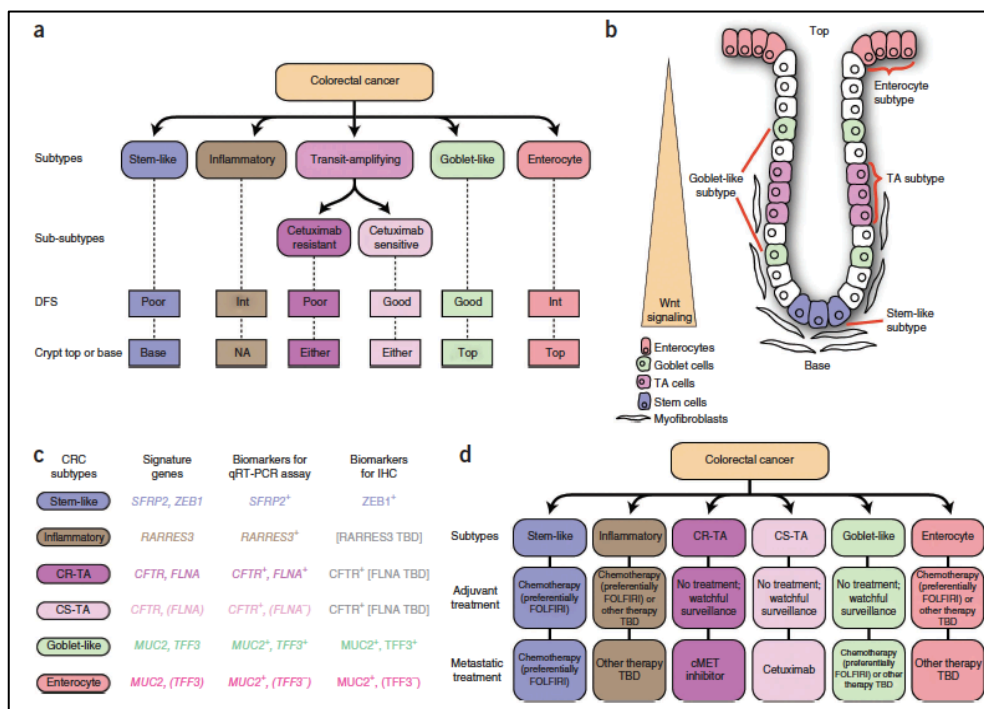 a
Colorectal cancer
Subtypes
Stem-like
Inflammatory
Transit-amplifying
Goblet-like
Enterocyte
Sub-subtypes
Cetuximab
resistant
Cetuximab
sensitive
DFS
Poor
Int
Poor
Good
Good
Int
Crypt top or base
Base
NA
Either
Either
Top
Top
b
Top
Enterocyte
subtype
Goblet-like
subtype
TA subtype
Wnt
signaling
Stem-like
subtype
Base
Enterocytes
Goblet cells
TA cells
Stem cells
Myofibroblasts
c
CRC
subtypes
Signature
genes
Biomarkers for
qRT-PCR assay
Biomarkers
for IHC
Stem-like
SFRP2, ZEB1
SFRP2⁺
ZEB1⁺
Inflammatory
RARRES3
RARRES3⁺
[RARRES3 TBD]
CR-TA
CFTR, FLNA
CFTR⁺, FLNA⁺
CFTR⁺ [FLNA TBD]
CS-TA
CFTR, (FLNA)
CFTR⁺, (FLNA⁻)
CFTR⁺ [FLNA TBD]
Goblet-like
MUC2, TFF3
MUC2⁺, TFF3⁺
MUC2⁺, TFF3⁺
Enterocyte
MUC2, (TFF3)
MUC2⁺, (TFF3⁻)
MUC2⁺, (TFF3⁻)
d
Colorectal cancer
Subtypes
Stem-like
Inflammatory
CR-TA
CS-TA
Goblet-like
Enterocyte
Adjuvant
treatment
Chemotherapy
(preferentially
FOLFIRI)
Chemotherapy
(preferentially
FOLFIRI) or
other therapy
TBD
No treatment;
watchful
surveillance
No treatment;
watchful
surveillance
No treatment;
watchful
surveillance
Chemotherapy
(preferentially
FOLFIRI) or
other therapy
TBD
Metastatic
treatment
Chemotherapy
(preferentially
FOLFIRI)
Other therapy
TBD
cMET
inhibitor
Cetuximab
Chemotherapy
(preferentially
FOLFIRI) or other
therapy TBD
Other therapy
TBD